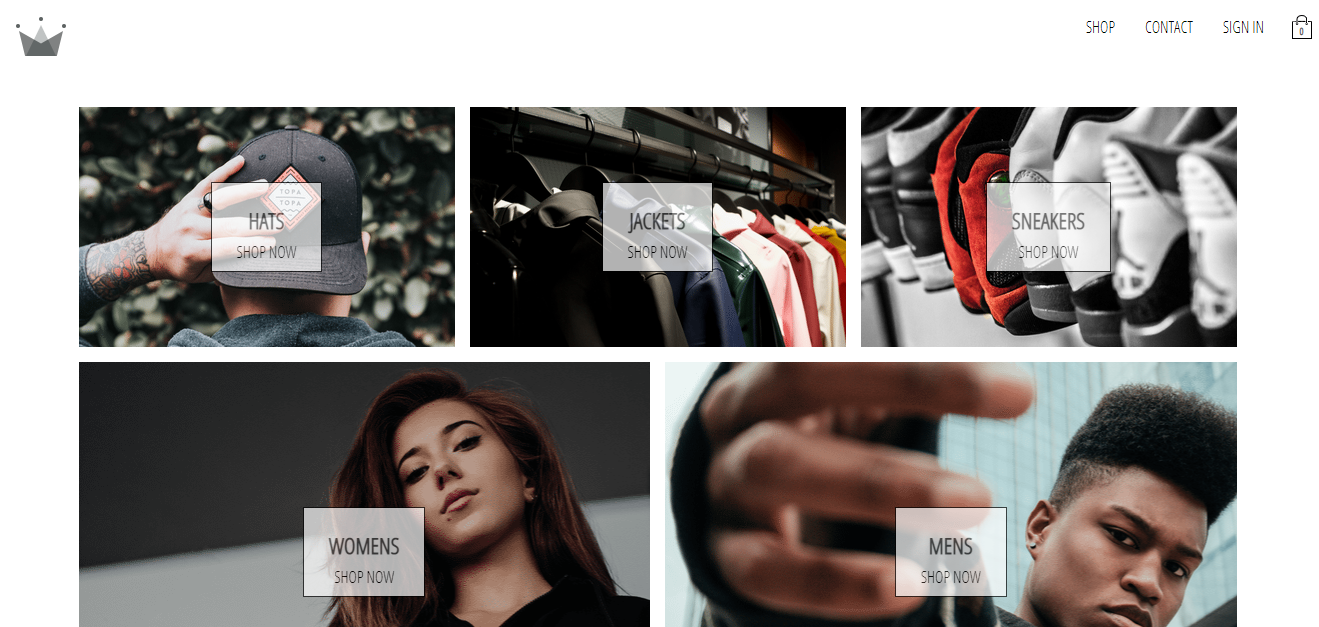 SHOP CONTACT SIGN IN 0
TOPA
TOPA
HATS
SHOP NOW
JACKETS
SHOP NOW
SNEAKERS
SHOP NOW
WOMENS
SHOP NOW
MENS
SHOP NOW